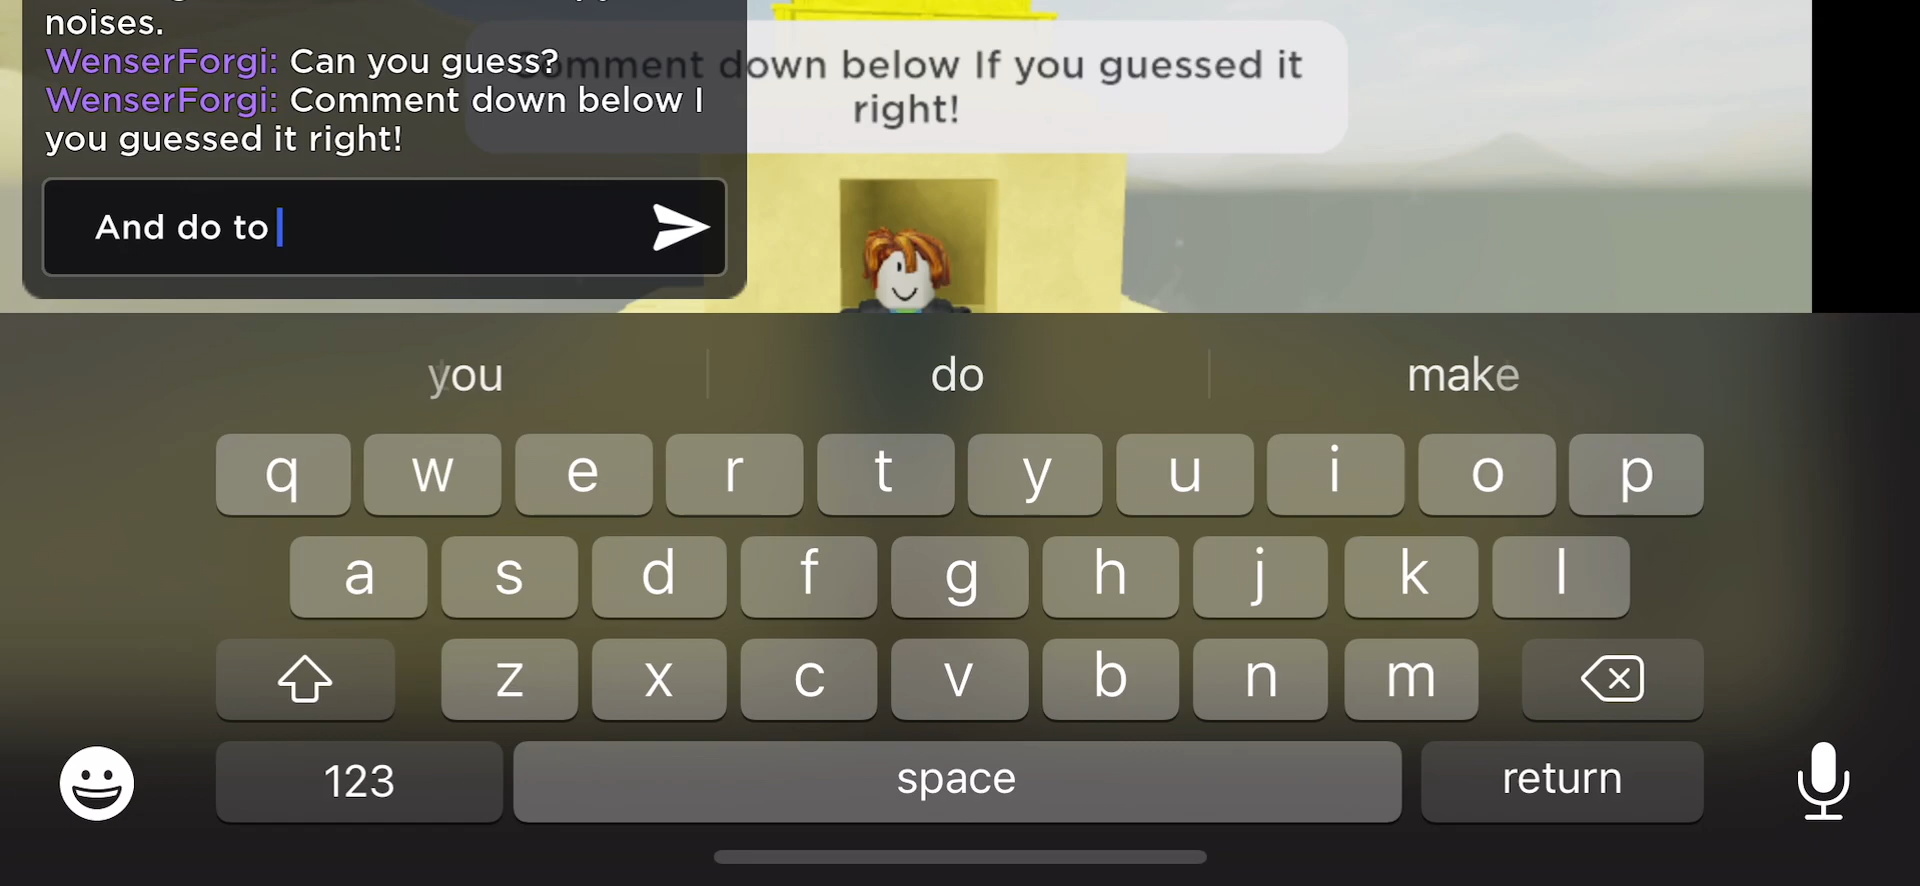 noises.
WenserForgi: Can you guess?
WenserForgi: Comment down below I
you guessed it right!
Comment down below If you guessed it
right!
And do to
you
do
make
q w e r t y u i o p
a s d f g h j k l
z x c v b n m
123
space
return